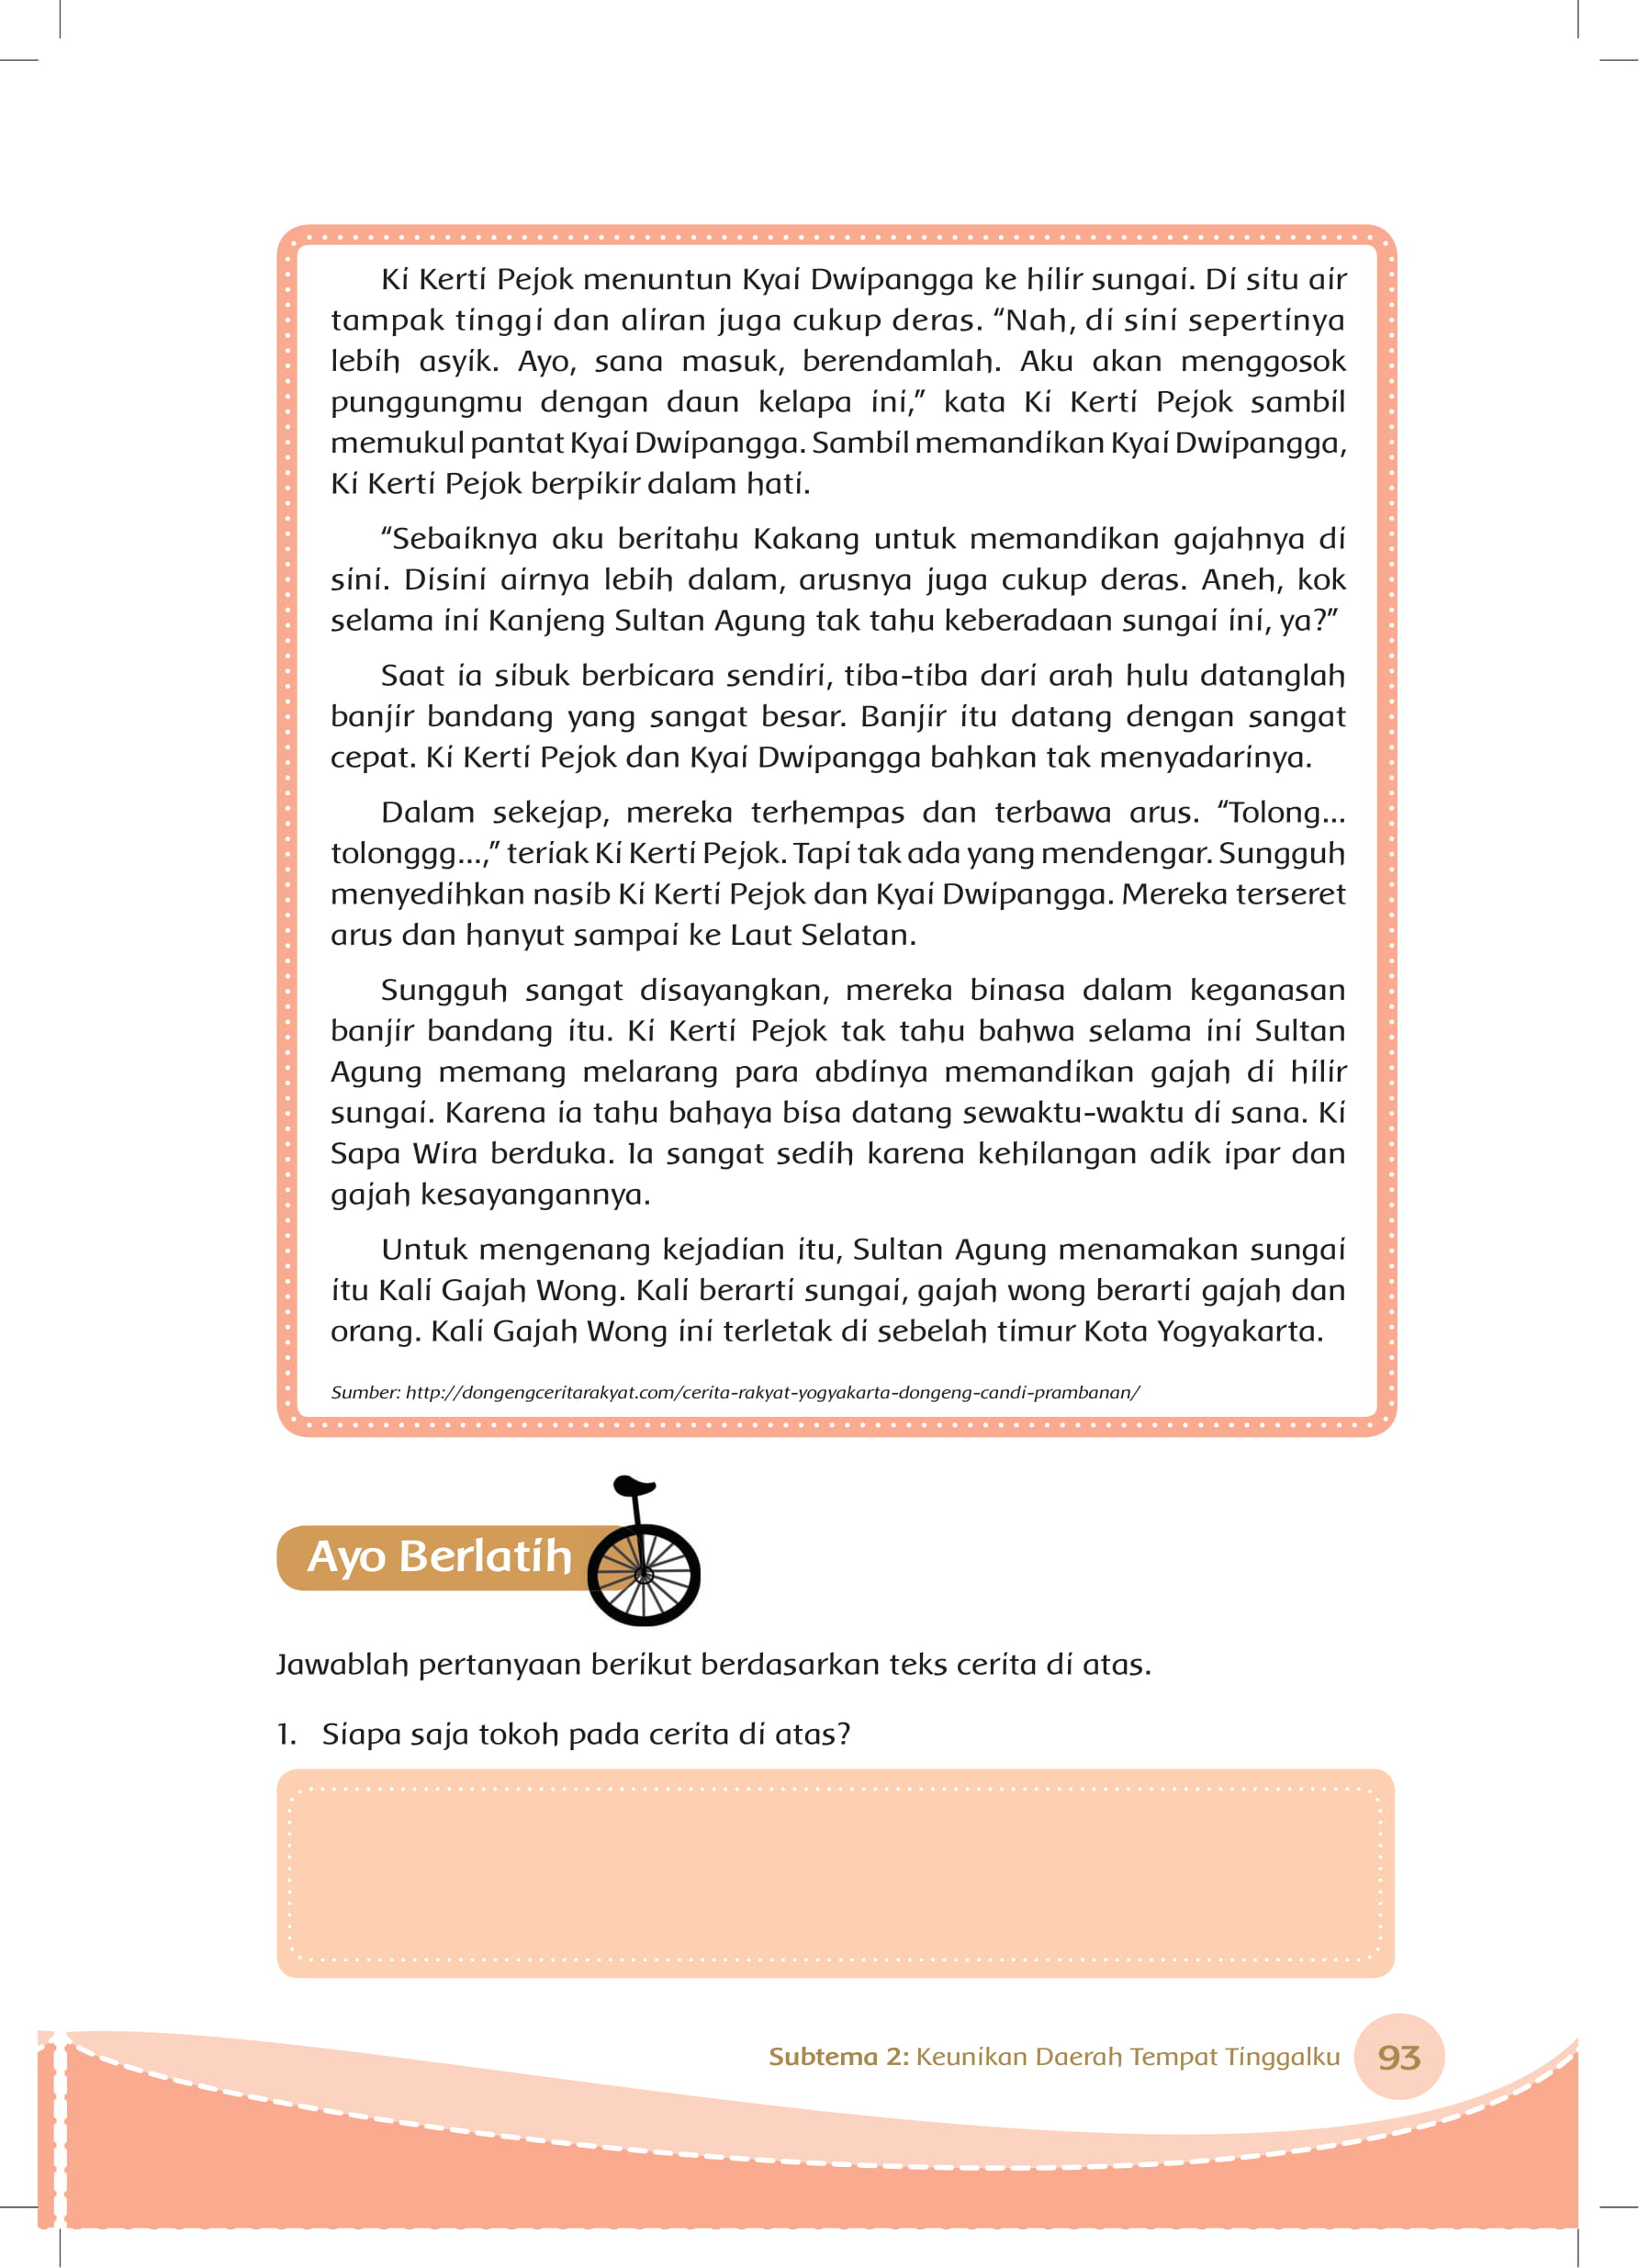 Ki Kerti Pejok menuntun Kyai Dwipangga ke hilir sungai. Di situ air
tampak tinggi dan aliran juga cukup deras. “Nah, di sini sepertinya
lebih asyik. Ayo, sana masuk, berendamlah. Aku akan menggosok
punggungmu dengan daun kelapa ini,” kata Ki Kerti Pejok sambil
memukul pantat Kyai Dwipangga. Sambil memandikan Kyai Dwipangga,
Ki Kerti Pejok berpikir dalam hati.
“Sebaiknya aku beritahu Kakang untuk memandikan gajahnya di
sini. Disini airnya lebih dalam, arusnya juga cukup deras. Aneh, kok
selama ini Kanjeng Sultan Agung tak tahu keberadaan sungai ini, ya?”
Saat ia sibuk berbicara sendiri, tiba-tiba dari arah hulu datanglah
banjir bandang yang sangat besar. Banjir itu datang dengan sangat
cepat. Ki Kerti Pejok dan Kyai Dwipangga bahkan tak menyadarinya.
Dalam sekejap, mereka terhempas dan terbawa arus. “Tolong...
tolonggg...,” teriak Ki Kerti Pejok. Tapi tak ada yang mendengar. Sungguh
menyedihkan nasib Ki Kerti Pejok dan Kyai Dwipangga. Mereka terseret
arus dan hanyut sampai ke Laut Selatan.
Sungguh sangat disayangkan, mereka binasa dalam keganasan
banjir bandang itu. Ki Kerti Pejok tak tahu bahwa selama ini Sultan
Agung memang melarang para abdinya memandikan gajah di hilir
sungai. Karena ia tahu bahaya bisa datang sewaktu-waktu di sana. Ki
Sapa Wira berduka. Ia sangat sedih karena kehilangan adik ipar dan
gajah kesayangannya.
Untuk mengenang kejadian itu, Sultan Agung menamakan sungai
itu Kali Gajah Wong. Kali berarti sungai, gajah wong berarti gajah dan
orang. Kali Gajah Wong ini terletak di sebelah timur Kota Yogyakarta.
Sumber: http://dongengceritarakyat.com/cerita-rakyat-yogyakarta-dongeng-candi-prambanan/
Ayo Berlatih
Jawablah pertanyaan berikut berdasarkan teks cerita di atas.
1. Siapa saja tokoh pada cerita di atas?
Subtema 2: Keunikan Daerah Tempat Tinggalku 93